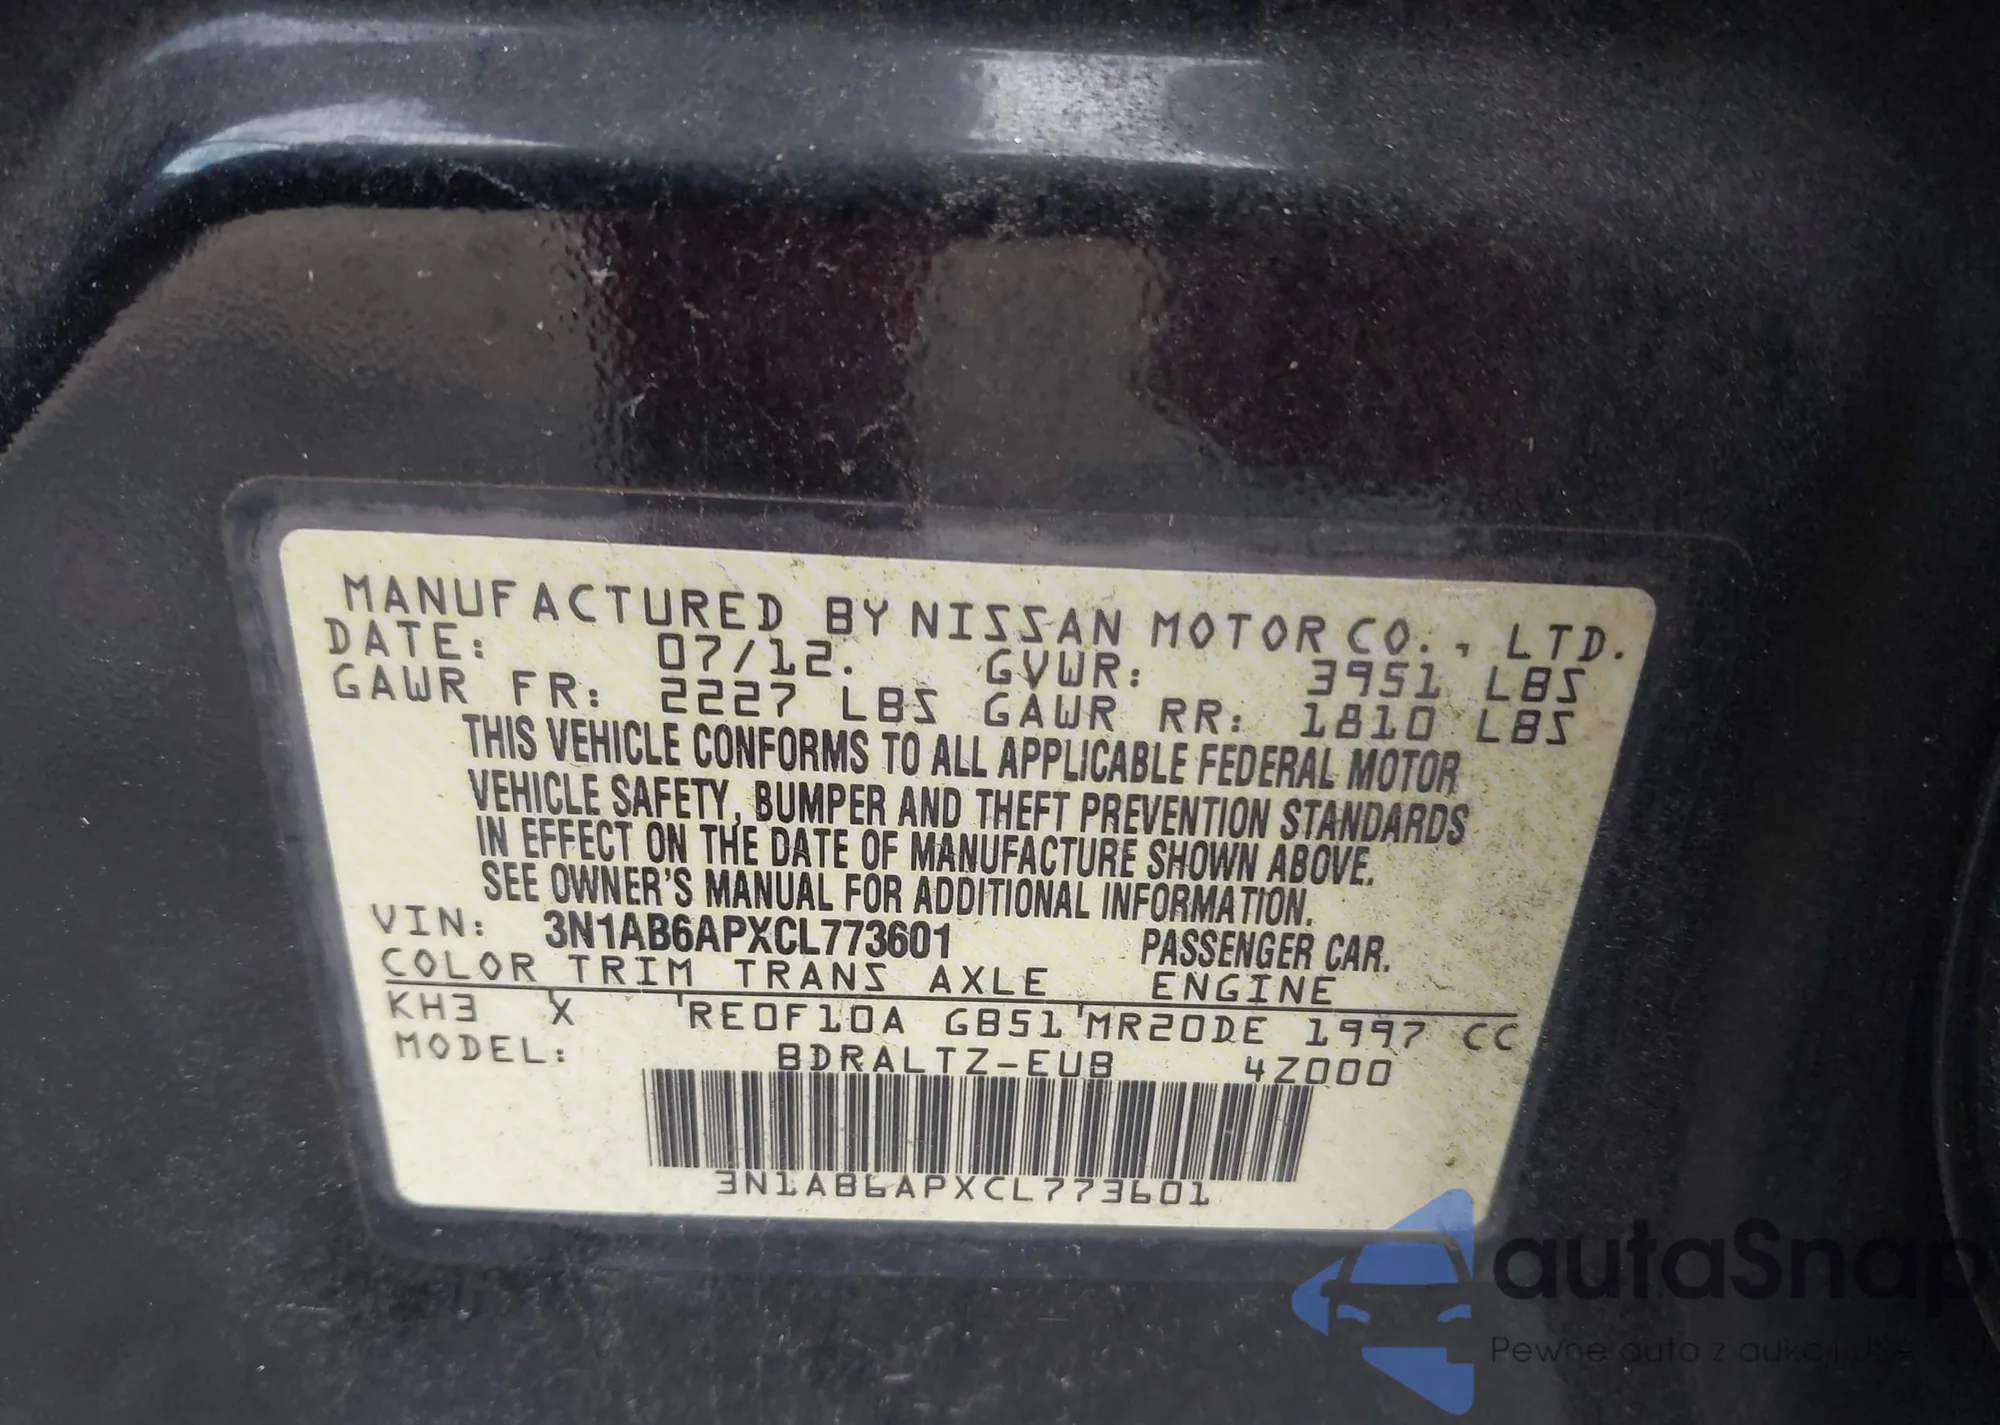 MANUFACTURED BY NISSAN MOTOR CO., LTD.
DATE: 07/12. GVWR: 3951 LBS
GAWR FR: 2227 LBS GAWR RR: 1810 LBS
THIS VEHICLE CONFORMS TO ALL APPLICABLE FEDERAL MOTOR
VEHICLE SAFETY, BUMPER AND THEFT PREVENTION STANDARDS
IN EFFECT ON THE DATE OF MANUFACTURE SHOWN ABOVE.
SEE OWNER'S MANUAL FOR ADDITIONAL INFORMATION.
VIN: 3N1AB6APXCL773601 PASSENGER CAR.
COLOR TRIM TRANS AXLE ENGINE
KH3 X RE0F10A GB51 MR20DE 1997 CC
MODEL: BDRALTZ-EUB 4Z000
3N1AB6APXCL773601
autaSnap
Pewne auta z aukcji